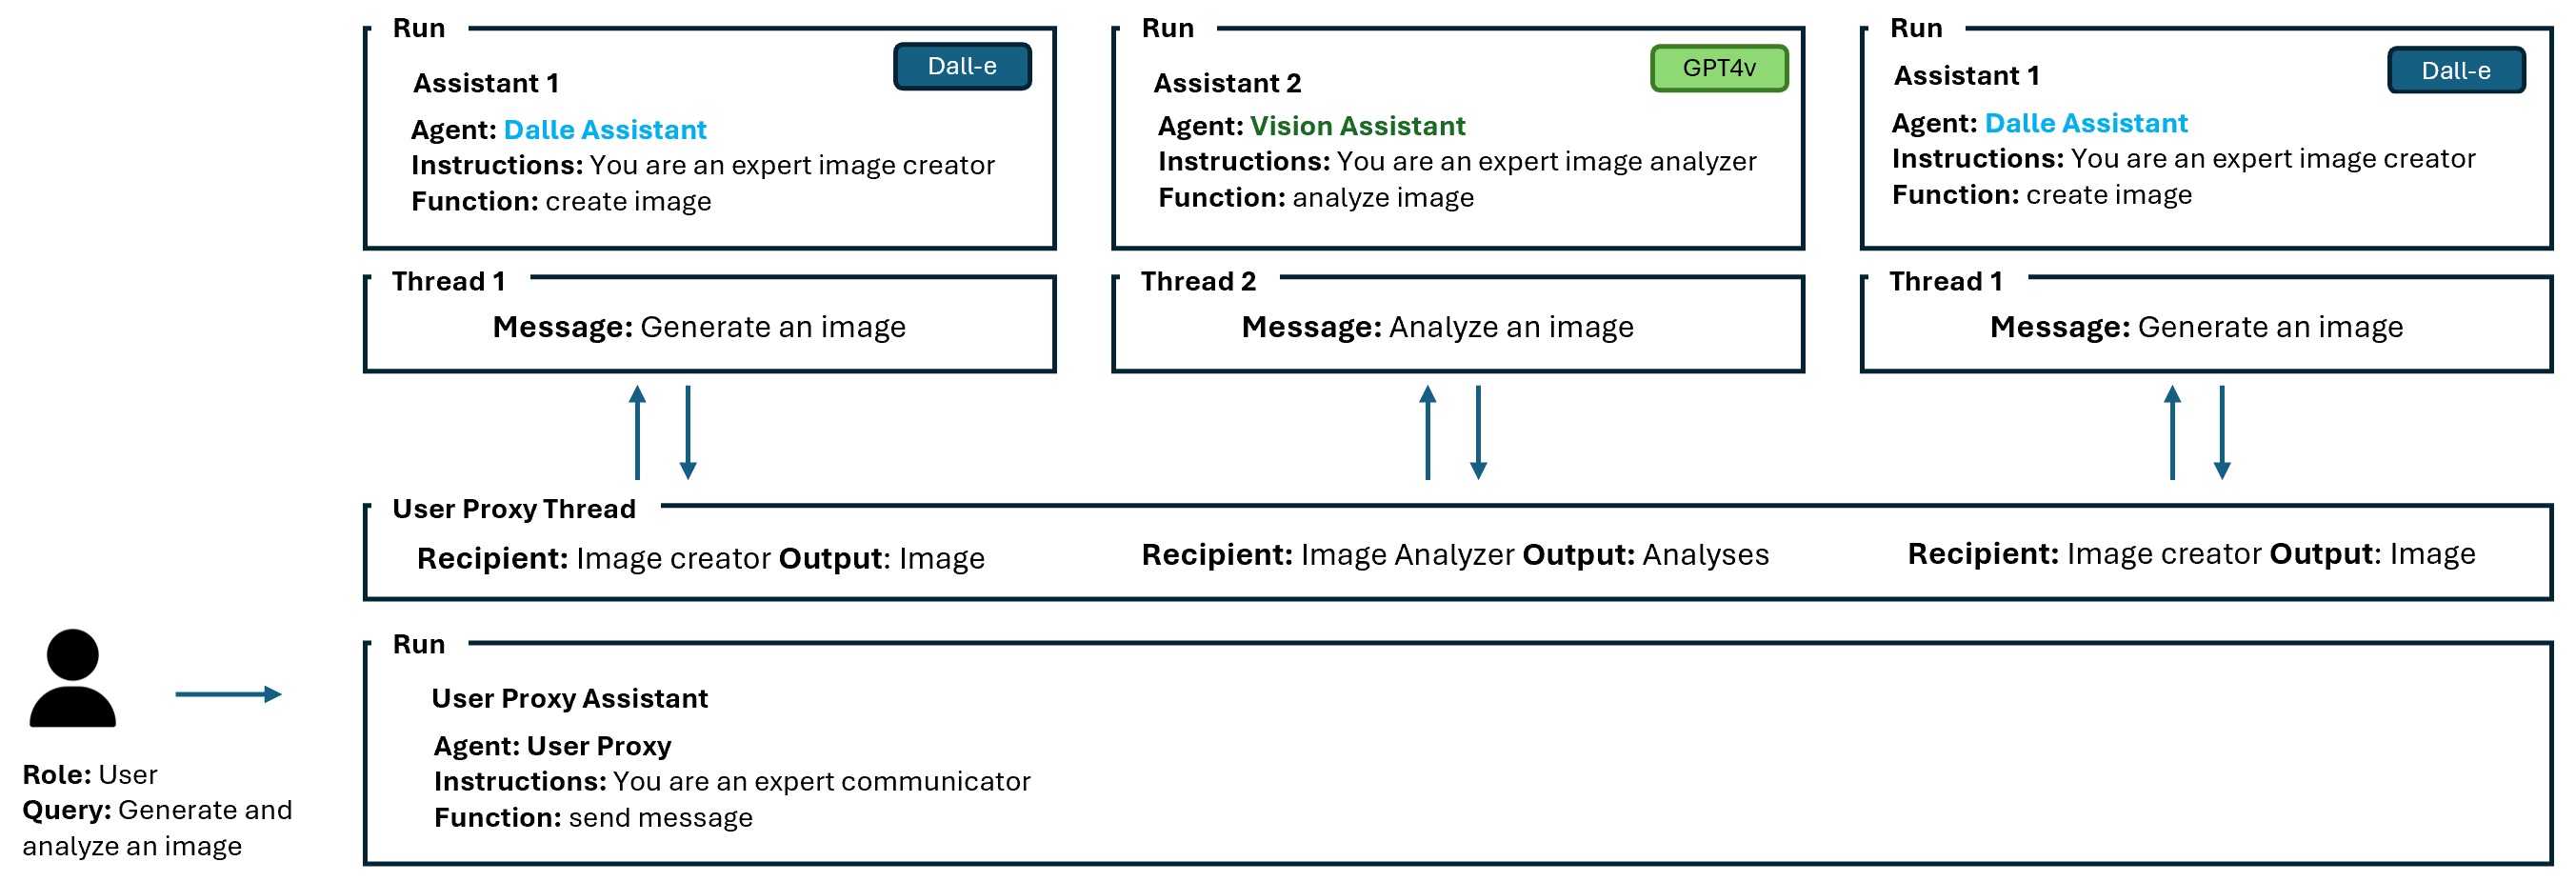 Run
Dall-e
Assistant 1
Agent: Dalle Assistant
Instructions: You are an expert image creator
Function: create image
Run
GPT4v
Assistant 2
Agent: Vision Assistant
Instructions: You are an expert image analyzer
Function: analyze image
Run
Dall-e
Assistant 1
Agent: Dalle Assistant
Instructions: You are an expert image creator
Function: create image
Thread 1
Message: Generate an image
Thread 2
Message: Analyze an image
Thread 1
Message: Generate an image
User Proxy Thread
Recipient: Image creator Output: Image
Recipient: Image Analyzer Output: Analyses
Recipient: Image creator Output: Image
Role: User
Query: Generate and
analyze an image
Run
User Proxy Assistant
Agent: User Proxy
Instructions: You are an expert communicator
Function: send message